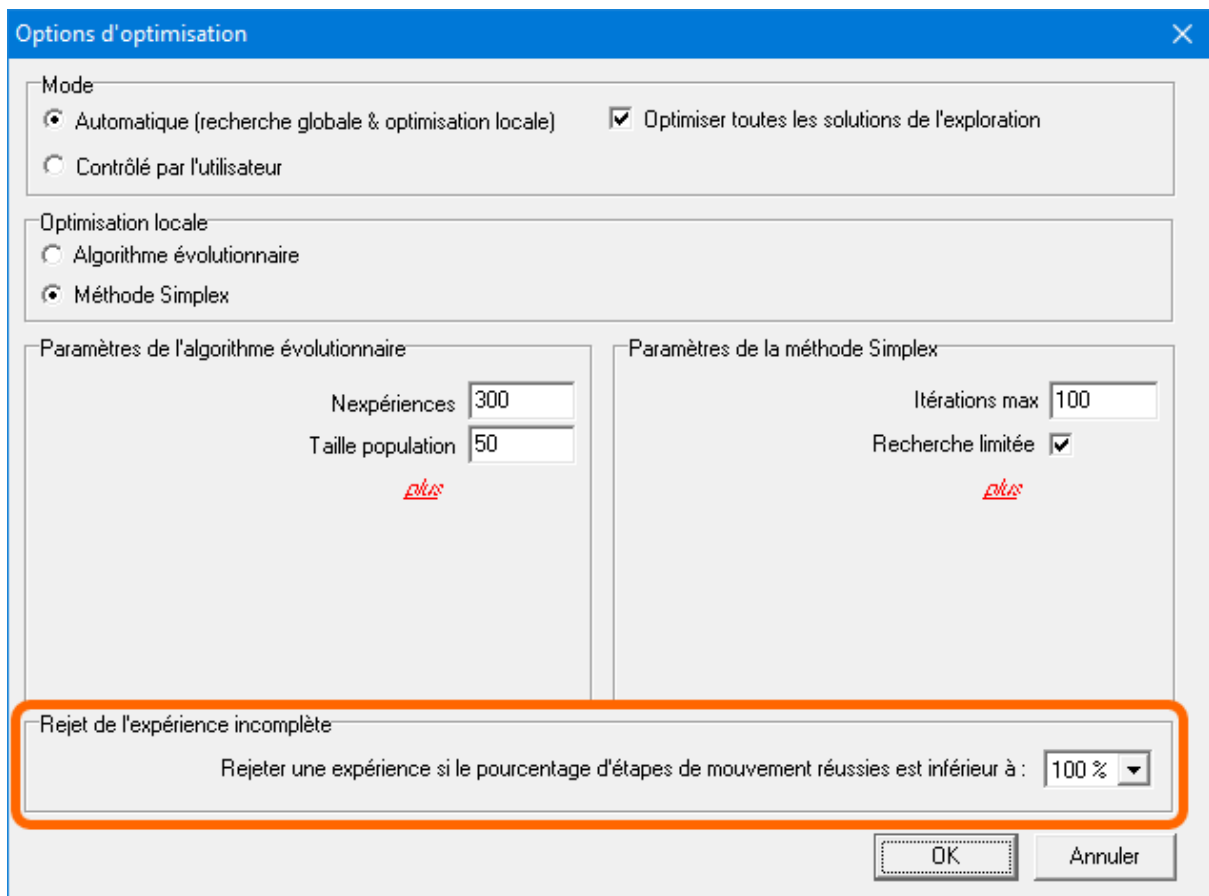 Options d'optimisation
Mode
Automatique (recherche globale & optimisation locale)
Optimiser toutes les solutions de l'exploration
Contrôlé par l'utilisateur
Optimisation locale
Algorithme évolutionnaire
Méthode Simplex
Paramètres de l'algorithme évolutionnaire
Nexpériences 300
Taille population 50
plus
Paramètres de la méthode Simplex
Itérations max 100
Recherche limitée
plus
Rejet de l'expérience incomplète
Rejeter une expérience si le pourcentage d'étapes de mouvement réussies est inférieur à : 100 %
OK
Annuler